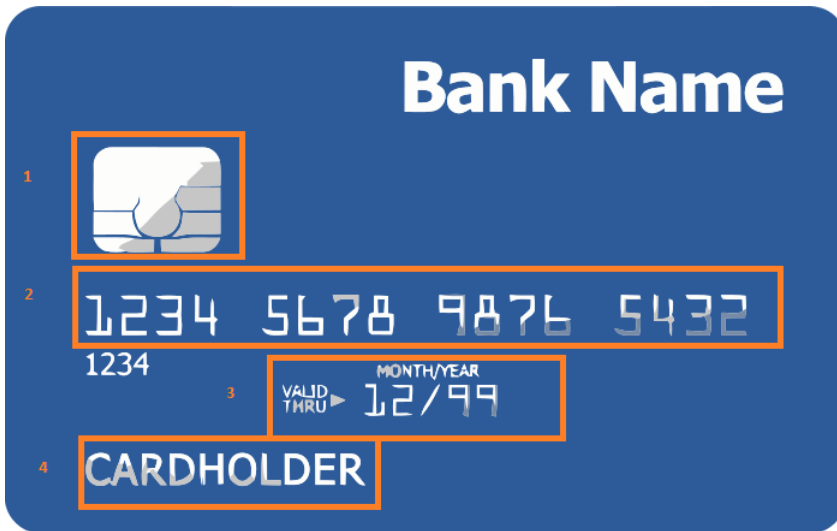 Bank Name
1
2
1234 5678 9876 5432
1234
MONTH/YEAR
3
VALID THRU 12/99
4
CARDHOLDER